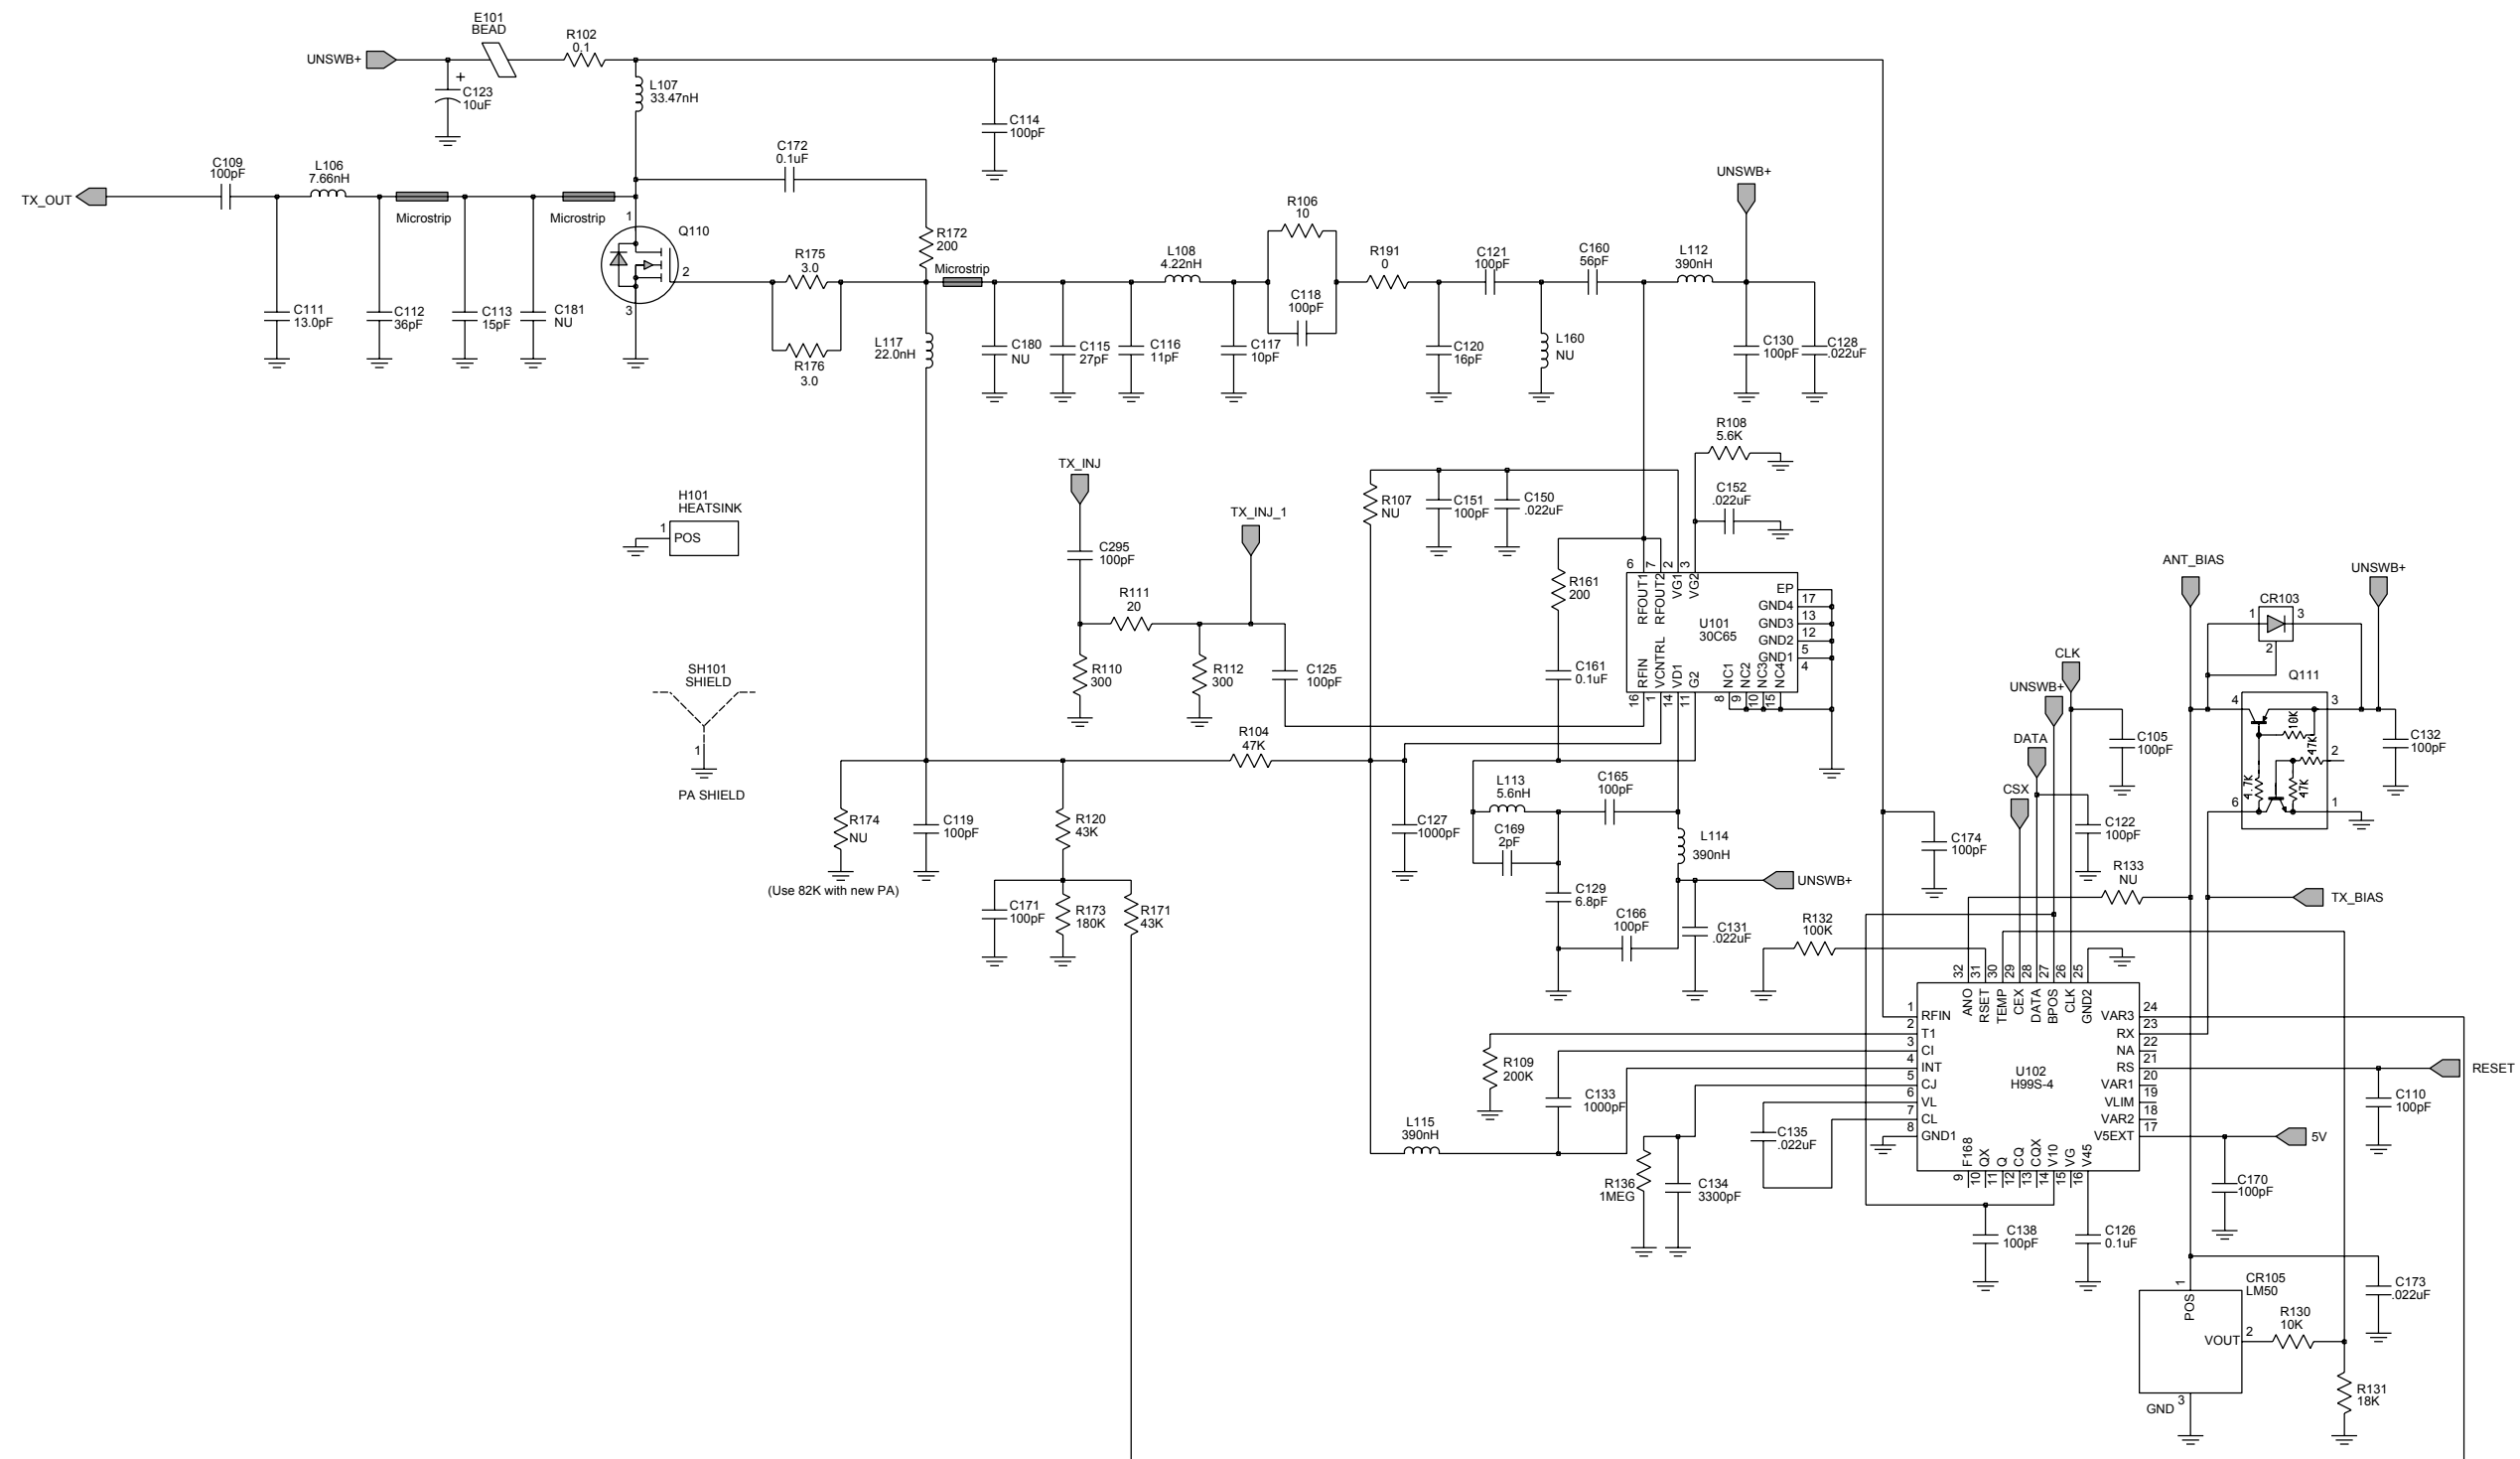 E101
BEAD
R102
0.1
UNSWB+
+
C123
10uF
L107
33.47nH
C114
100pF
C109
100pF
L106
7.66nH
C172
0.1uF
UNSWB+
TX_OUT
Microstrip
Microstrip
1
Q110
2
3
R175
3.0
R172
200
Microstrip
L108
4.22nH
R106
10
C118
100pF
R191
0
C121
100pF
C160
56pF
L112
390nH
C111
13.0pF
C112
36pF
C113
15pF
C181
NU
R176
3.0
L117
22.0nH
C180
NU
C115
27pF
C116
11pF
C117
10pF
C120
16pF
L160
NU
C130
100pF
C128
.022uF
R108
5.6K
C152
.022uF
TX_INJ
R107
NU
C151
100pF
C150
.022uF
H101
HEATSINK
1
POS
TX_INJ_1
C295
100pF
R111
20
R110
300
R112
300
C125
100pF
R161
200
C161
0.1uF
6
7
2
3
RFOUT1
RFOUT2
VG1
VG2
EP
GND4
17
GND3
13
GND2
12
GND1
5
4
U101
30C65
RFIN
VCNTRL
VD1
G2
NC1
NC2
NC3
NC4
16
1
14
11
8
9
10
15
ANT_BIAS
UNSWB+
CR103
1
3
2
Q111
4
3
10K
47K
2
4.7K
47K
6
1
C132
100pF
CLK
UNSWB+
DATA
CSX
C105
100pF
C122
100pF
SH101
SHIELD
1
PA SHIELD
R104
47K
R174
NU
(Use 82K with new PA)
C119
100pF
R120
43K
C171
100pF
R173
180K
R171
43K
C127
1000pF
L113
5.6nH
C169
2pF
C165
100pF
L114
390nH
C129
6.8pF
C166
100pF
UNSWB+
C131
.022uF
C174
100pF
R133
NU
TX_BIAS
R132
100K
32
31
30
29
28
27
26
25
ANO
RSET
TEMP
CEX
DATA
BPOS
CLK
GND2
1
RFIN
2
T1
3
CI
4
INT
5
CJ
6
VL
7
CL
8
GND1
U102
H99S-4
VAR3
24
RX
23
NA
22
RS
21
VAR1
20
VLIM
19
VAR2
18
V5EXT
17
F168
QX
Q
CQ
CQX
V10
VG
V45
9
10
11
12
13
14
15
16
RESET
C110
100pF
5V
C170
100pF
R109
200K
C133
1000pF
L115
390nH
R136
1MEG
C134
3300pF
C135
.022uF
C138
100pF
C126
0.1uF
C173
.022uF
1
POS
CR105
LM50
VOUT
2
R130
10K
GND
3
R131
18K